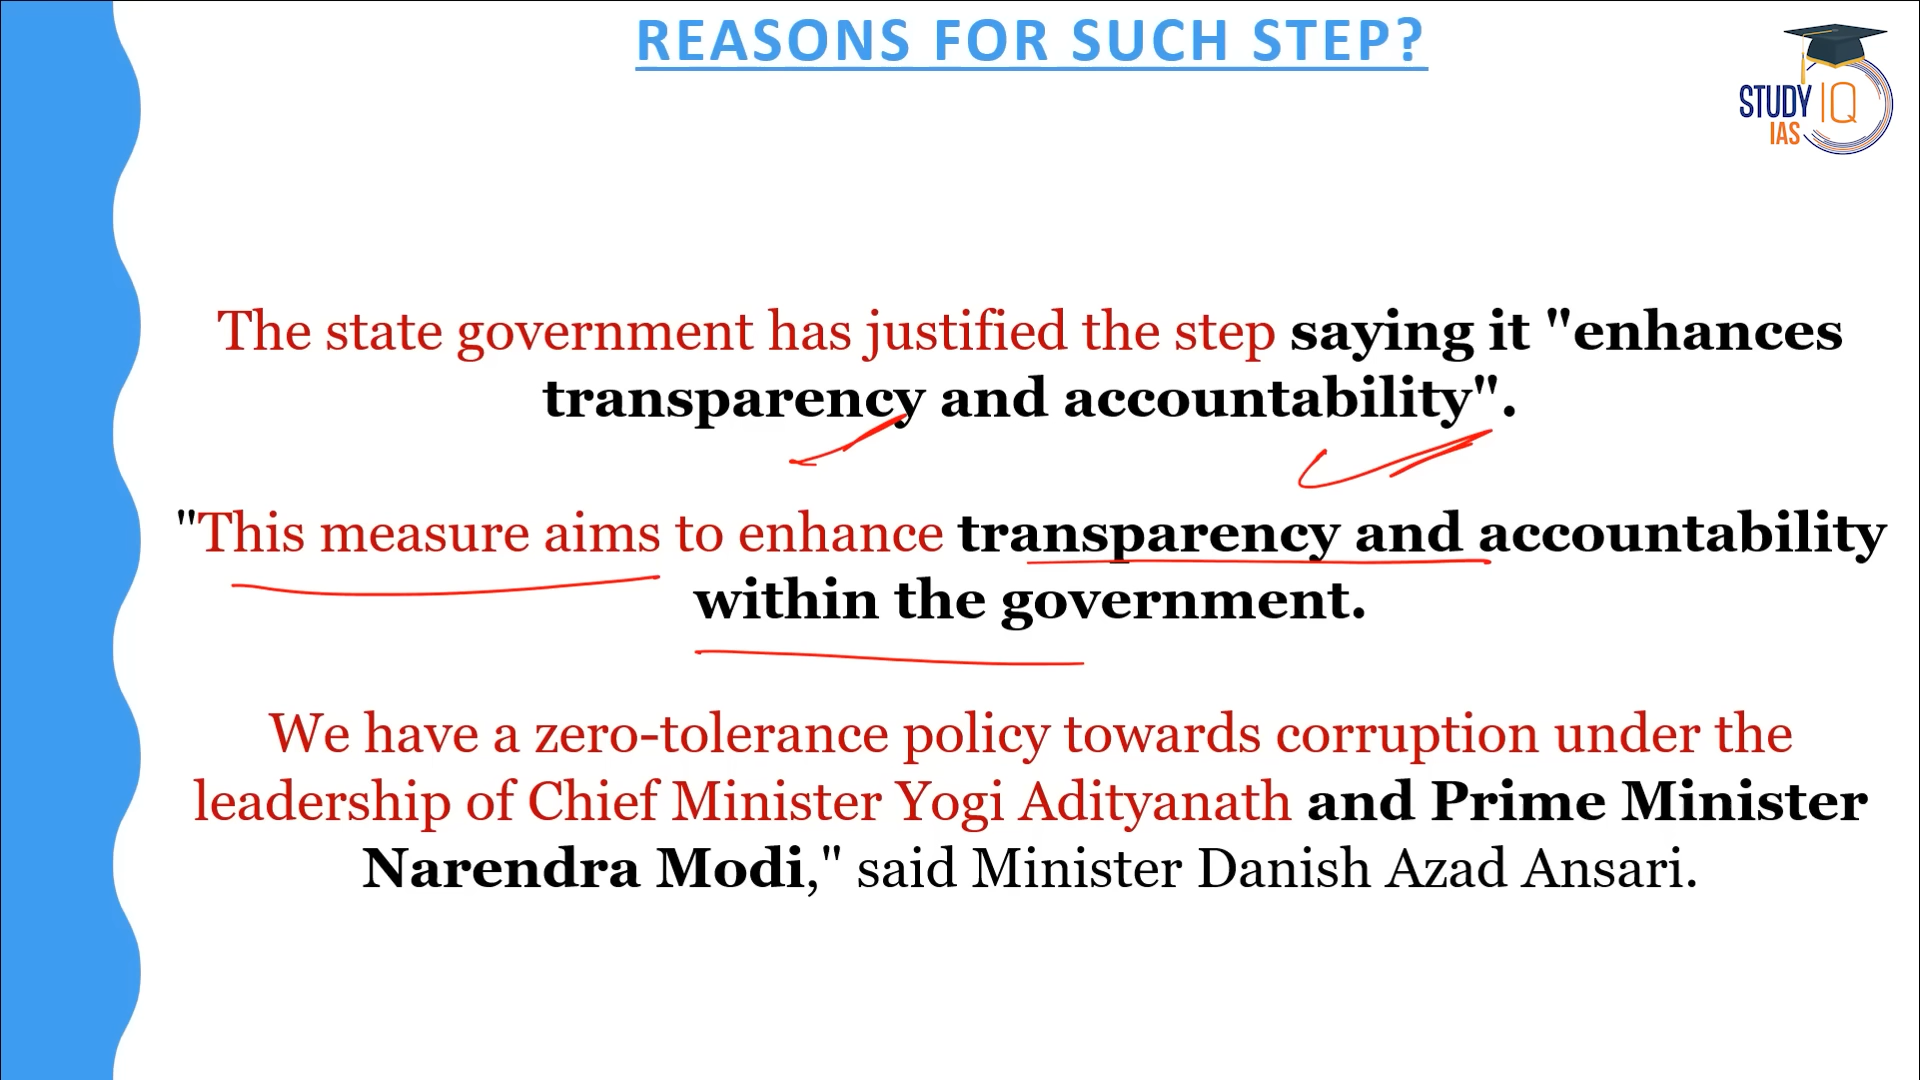 REASONS FOR SUCH STEP?
STUDY IQ
IAS
The state government has justified the step saying it "enhances
transparency and accountability".
"This measure aims to enhance transparency and accountability
within the government.
We have a zero-tolerance policy towards corruption under the
leadership of Chief Minister Yogi Adityanath and Prime Minister
Narendra Modi," said Minister Danish Azad Ansari.